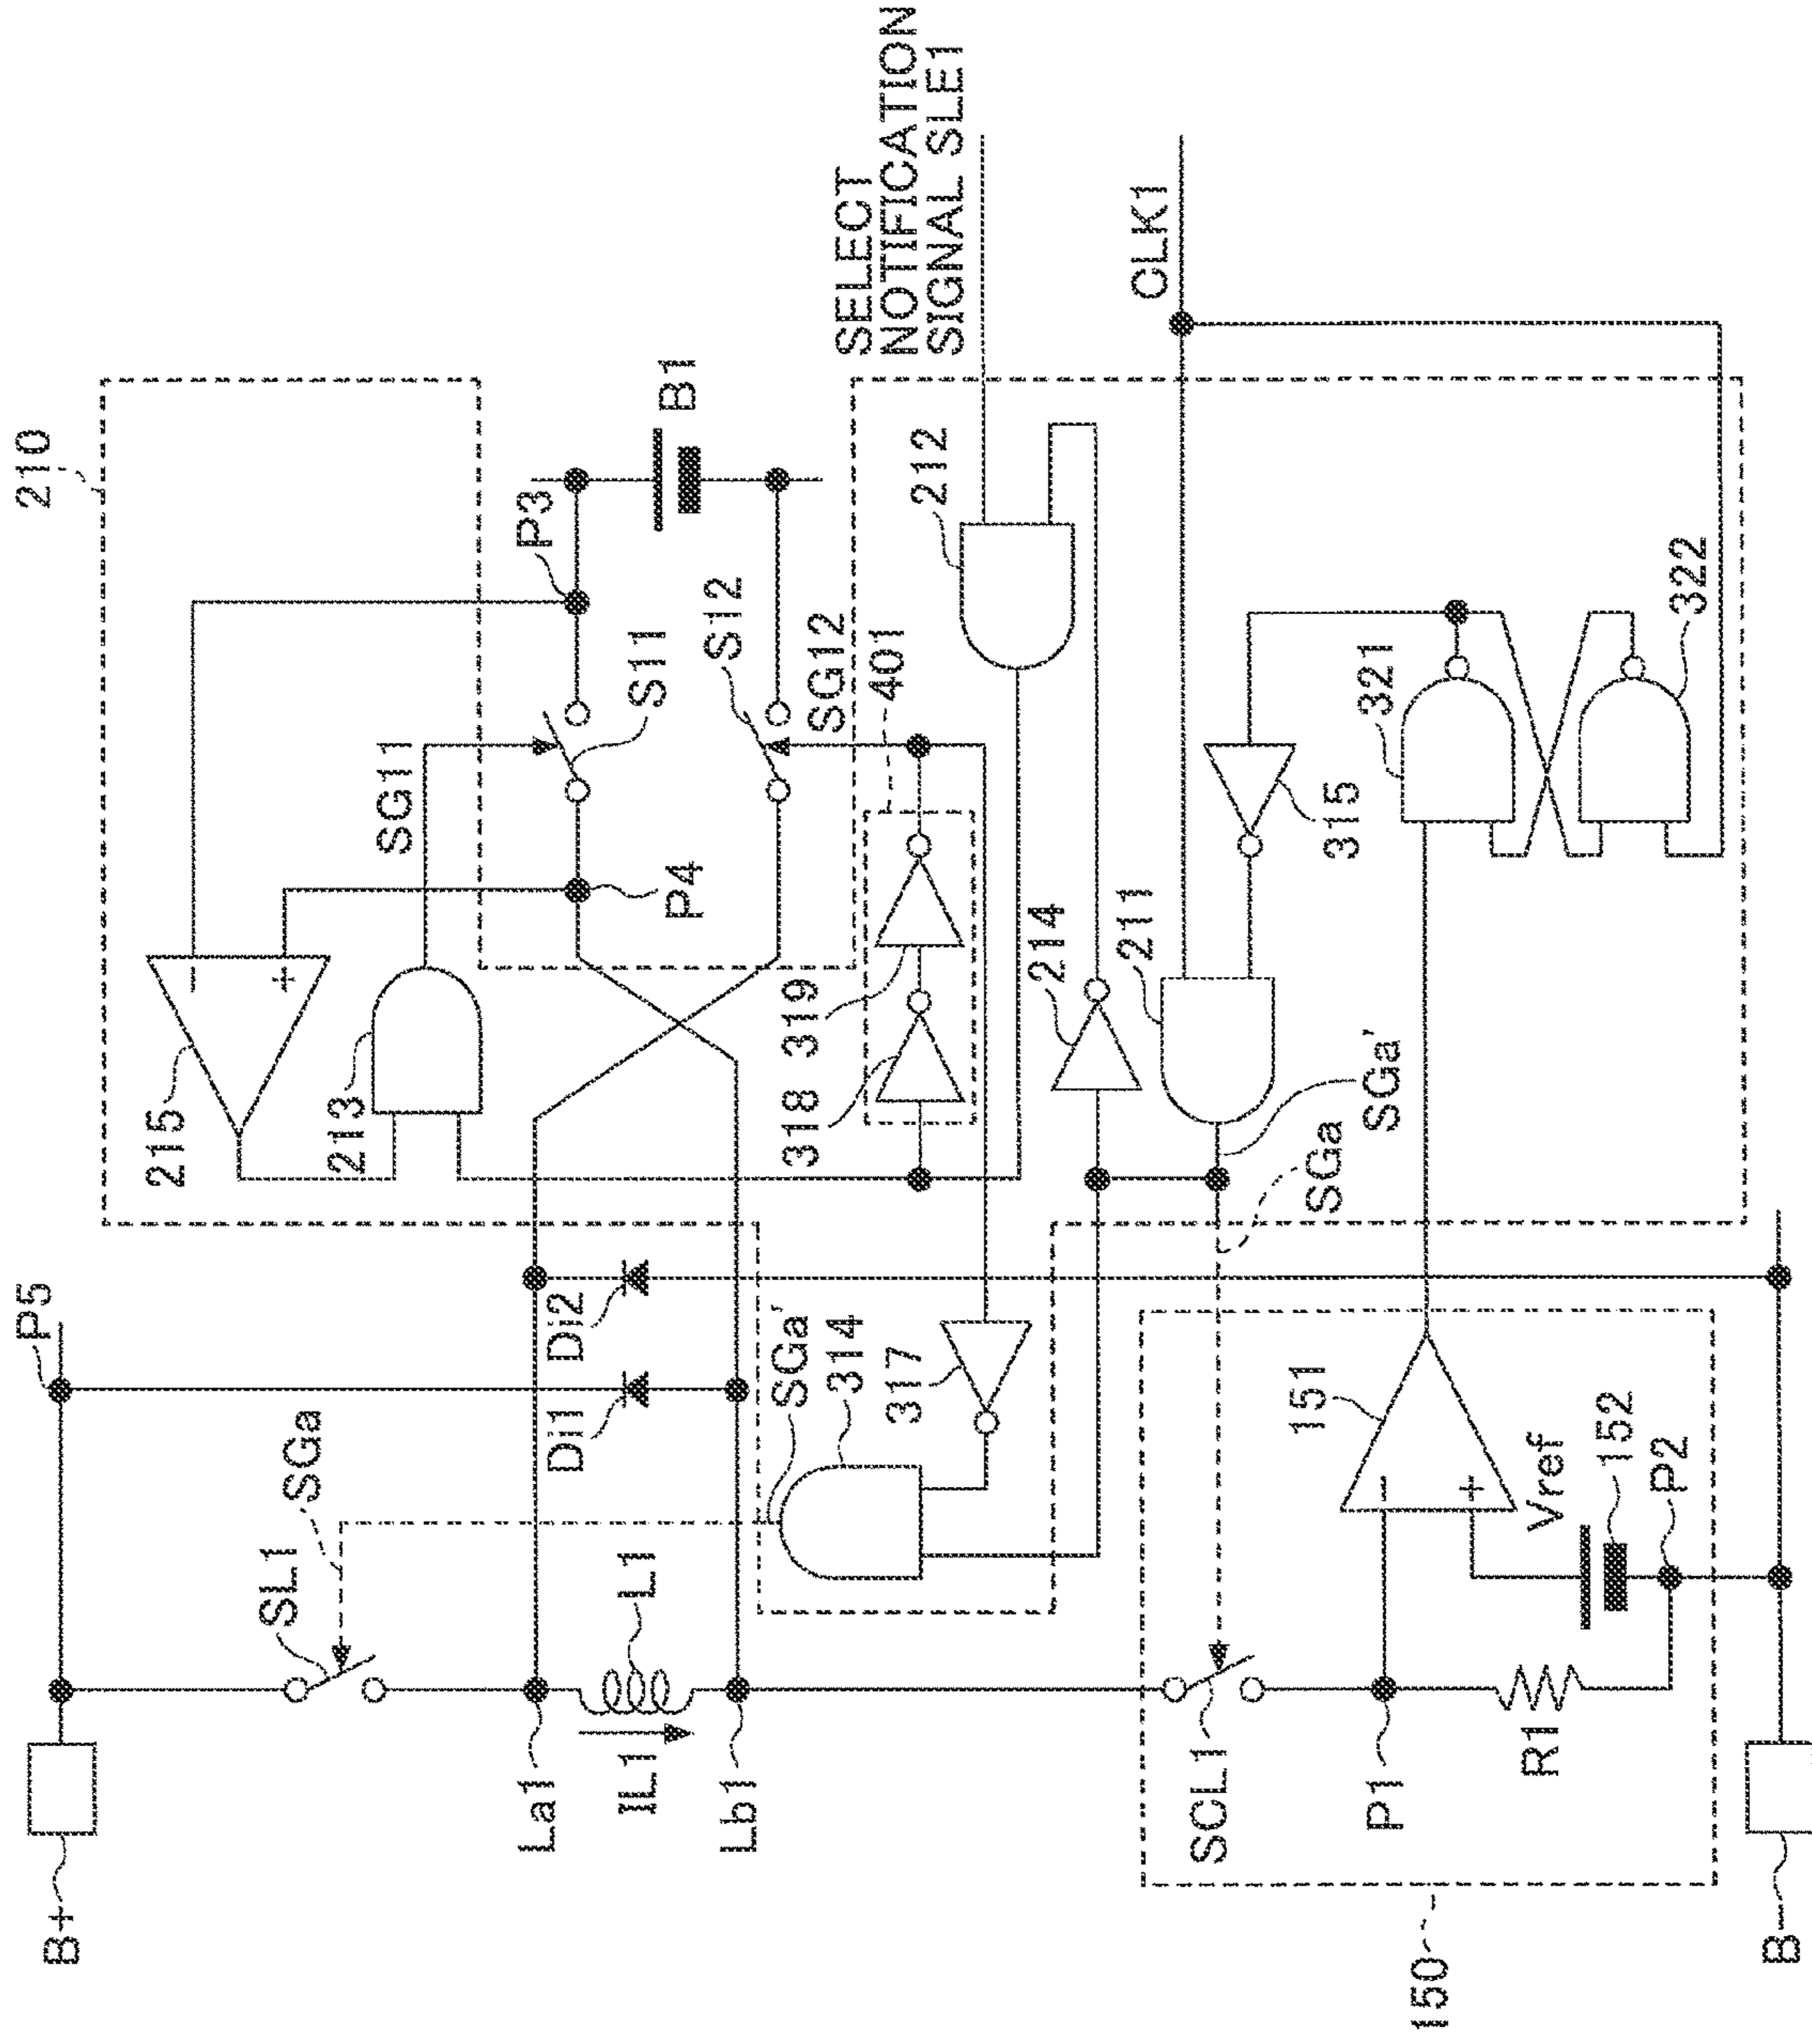 210
P5
B+
SL1
SGa
215
213
SG11
P3
B1
S11
S12
SG12
P4
La1
IL1
L1
Lb1
Di1
Di2
SELECT
NOTIFICATION
SIGNAL SLE1
CLK1
401
212
318
319
214
211
SGa'
314
317
SGa'
SGa
315
321
322
SCL1
P1
R1
151
Vref
152
P2
150
B-
-
+
-
+